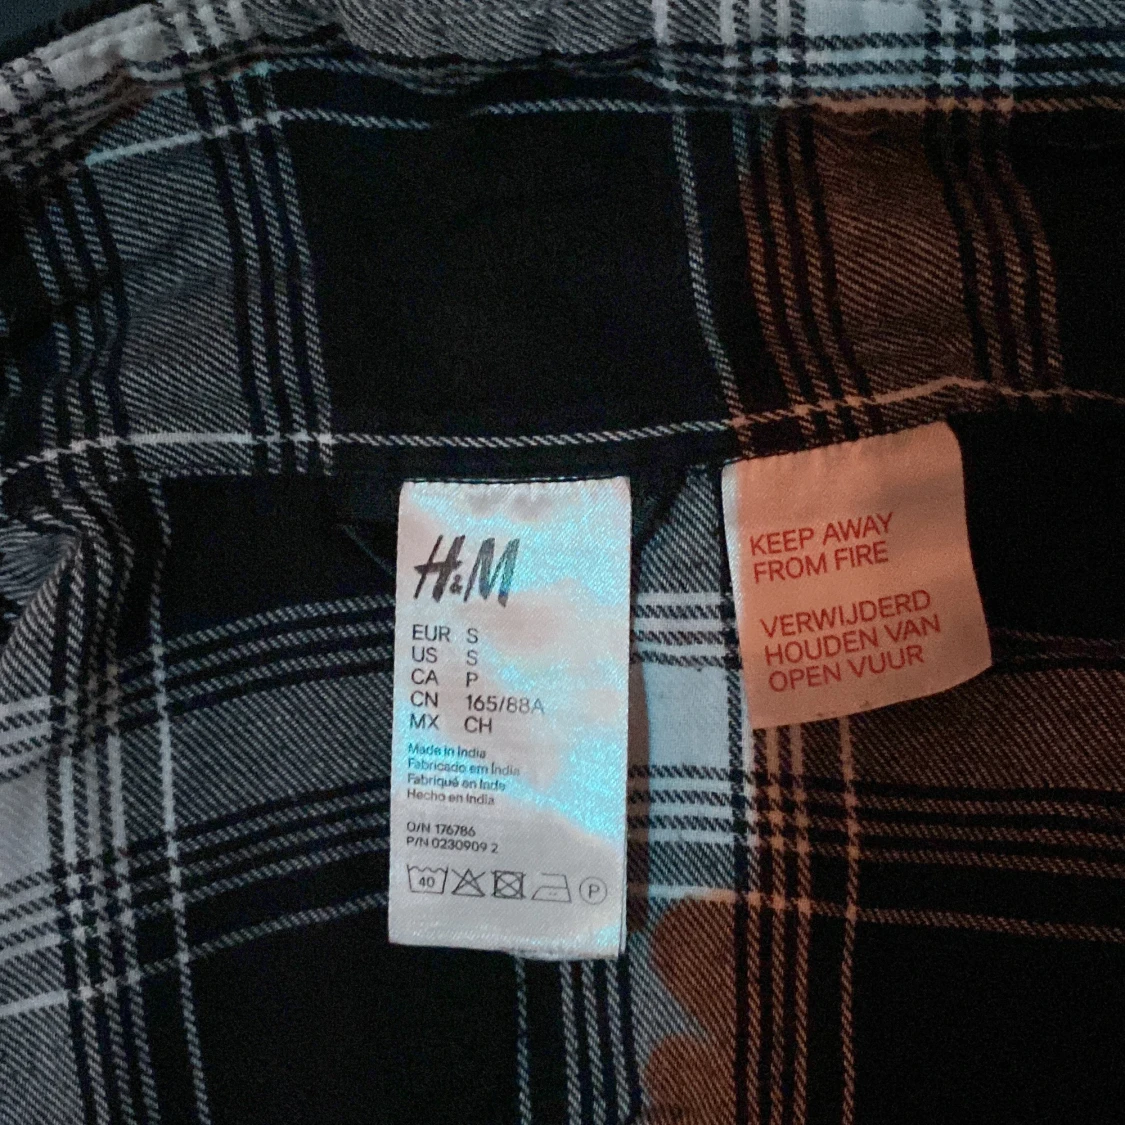 H&M
EUR S
US S
CA P
CN 165/88A
MX CH
Made in India
Fabricado em Índia
Fabriqué en Inde
Hecho en India
O/N 176786
P/N 0230909 2
40
P
KEEP AWAY
FROM FIRE
VERWIJDERD
HOUDEN VAN
OPEN VUUR